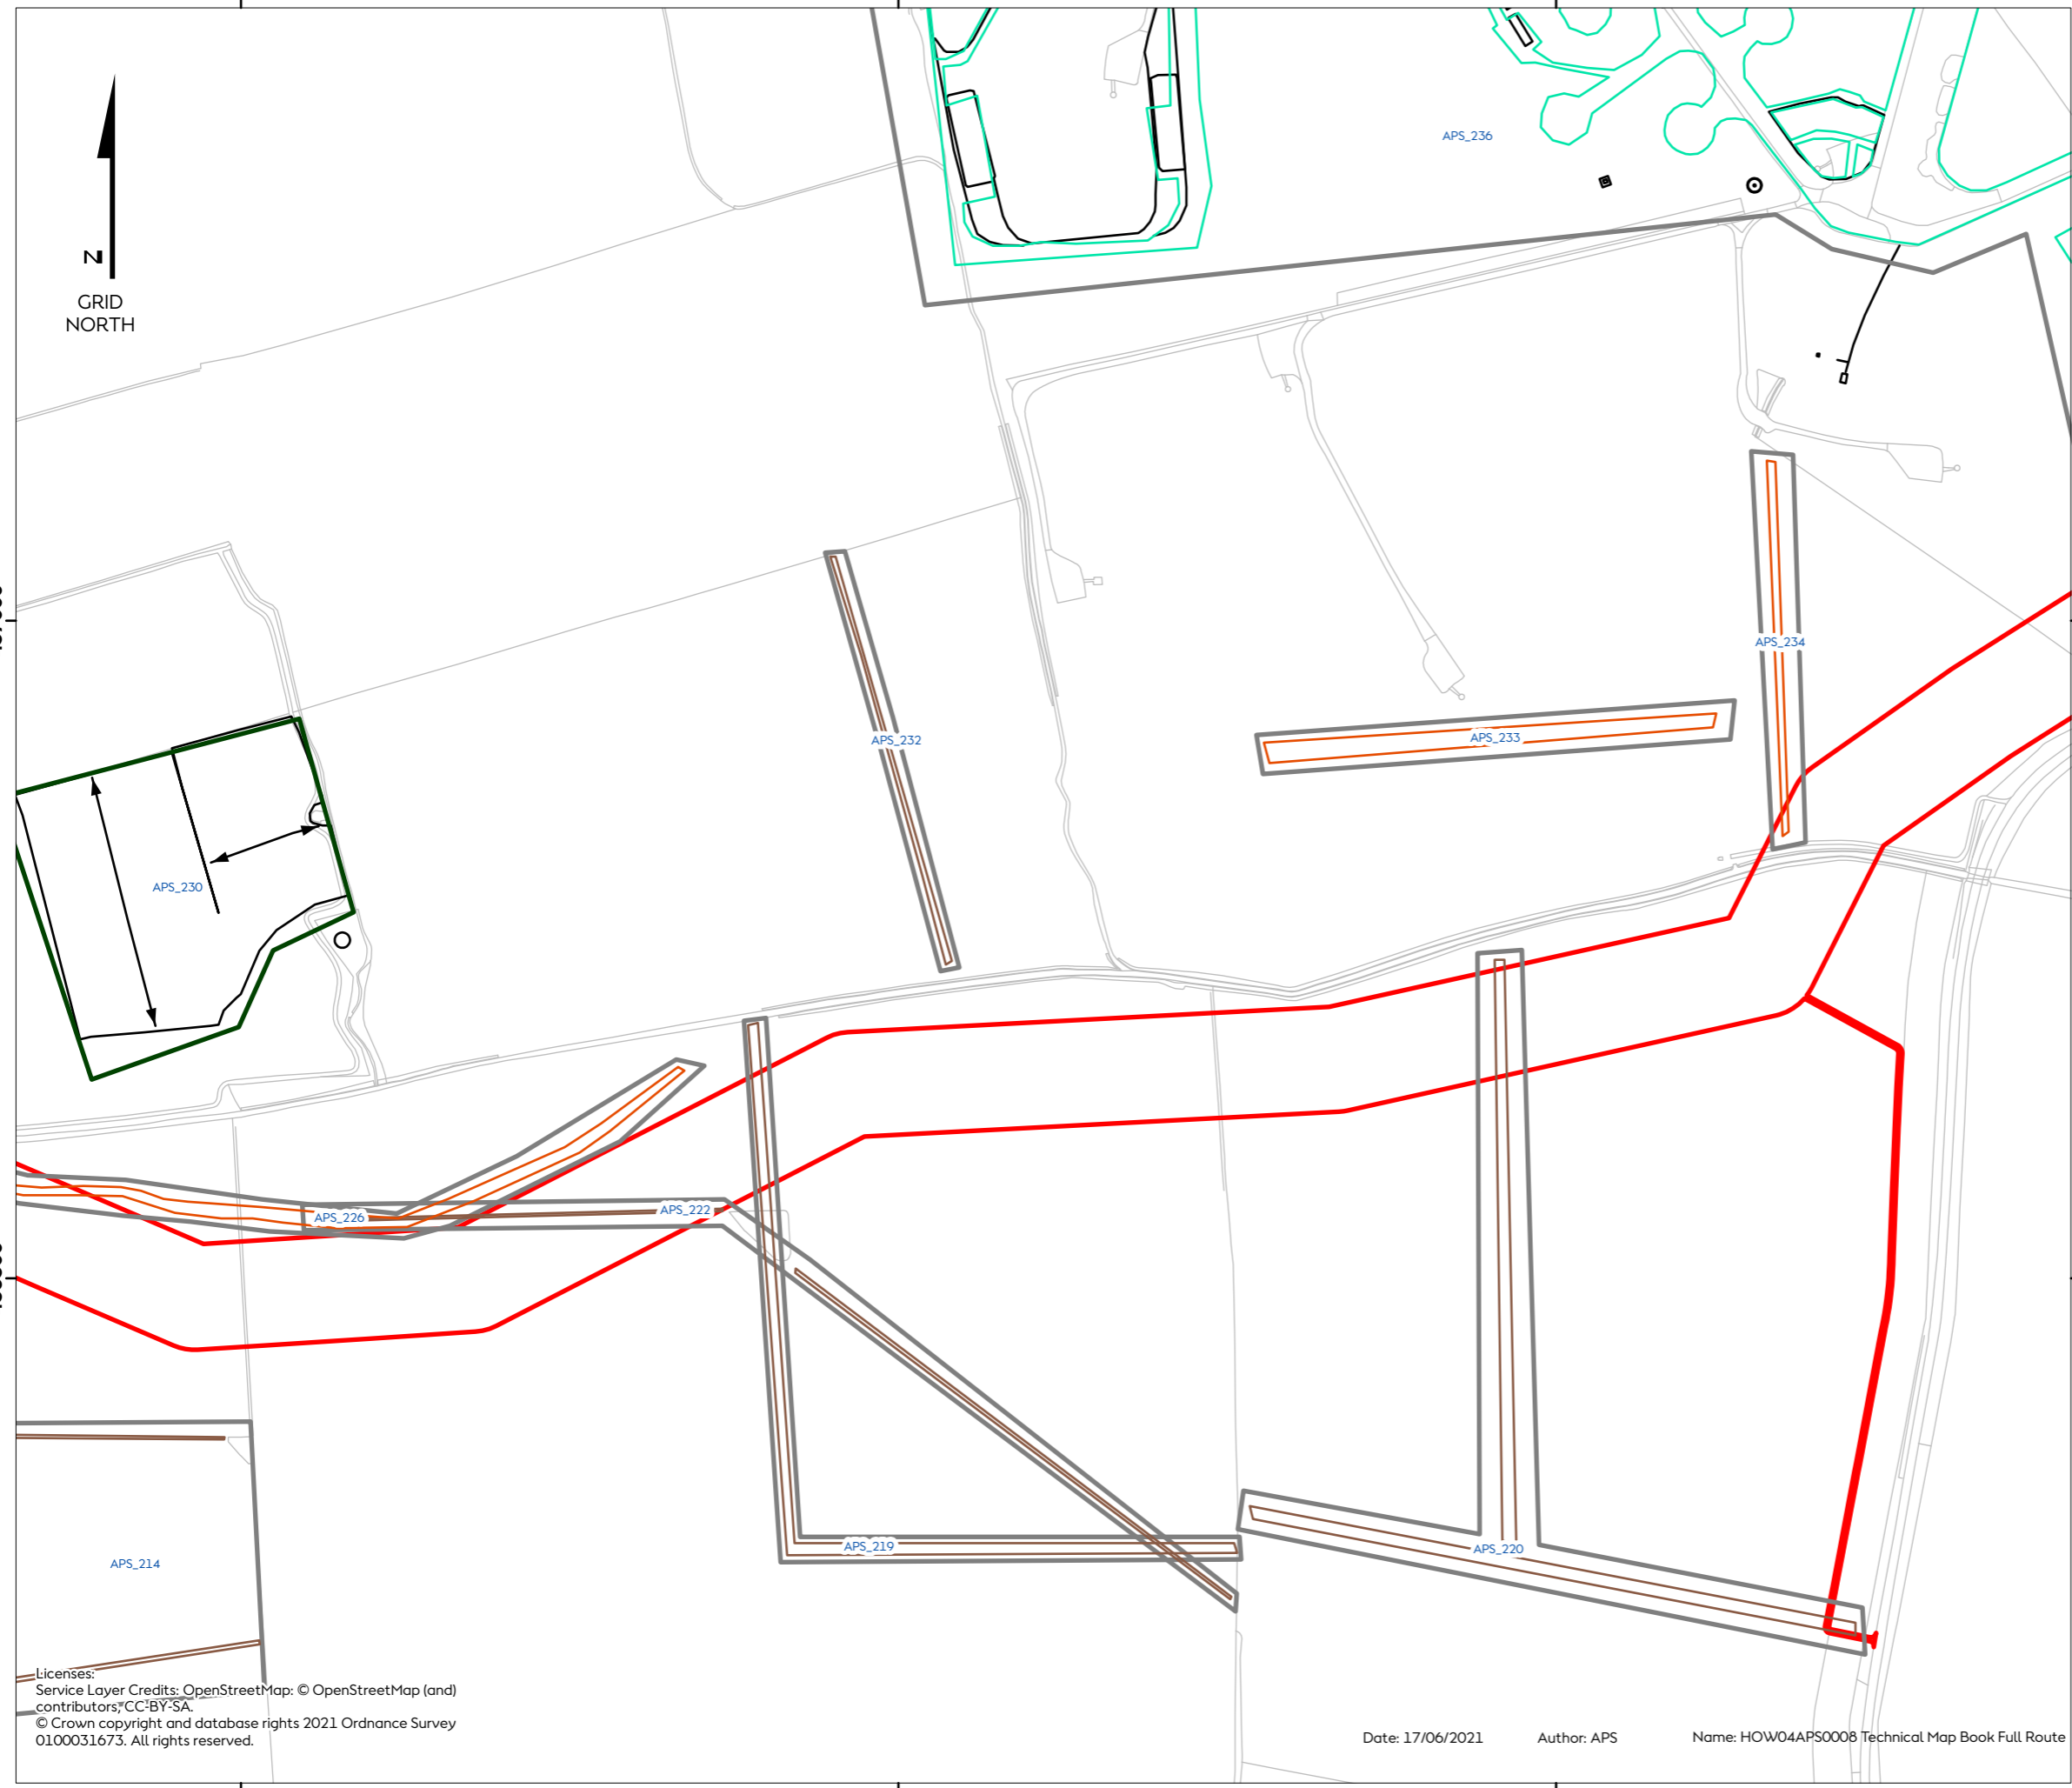 APS_236
N
GRID
NORTH
APS_234
APS_232
APS_233
APS_230
APS_226
APS_222
APS_219
APS_220
APS_214
Licenses:
Service Layer Credits: OpenStreetMap: © OpenStreetMap (and)
contributors, CC-BY-SA.
© Crown copyright and database rights 2021 Ordnance Survey
0100031673. All rights reserved.
Date: 17/06/2021
Author: APS
Name: HOW04APS0008 Technical Map Book Full Route